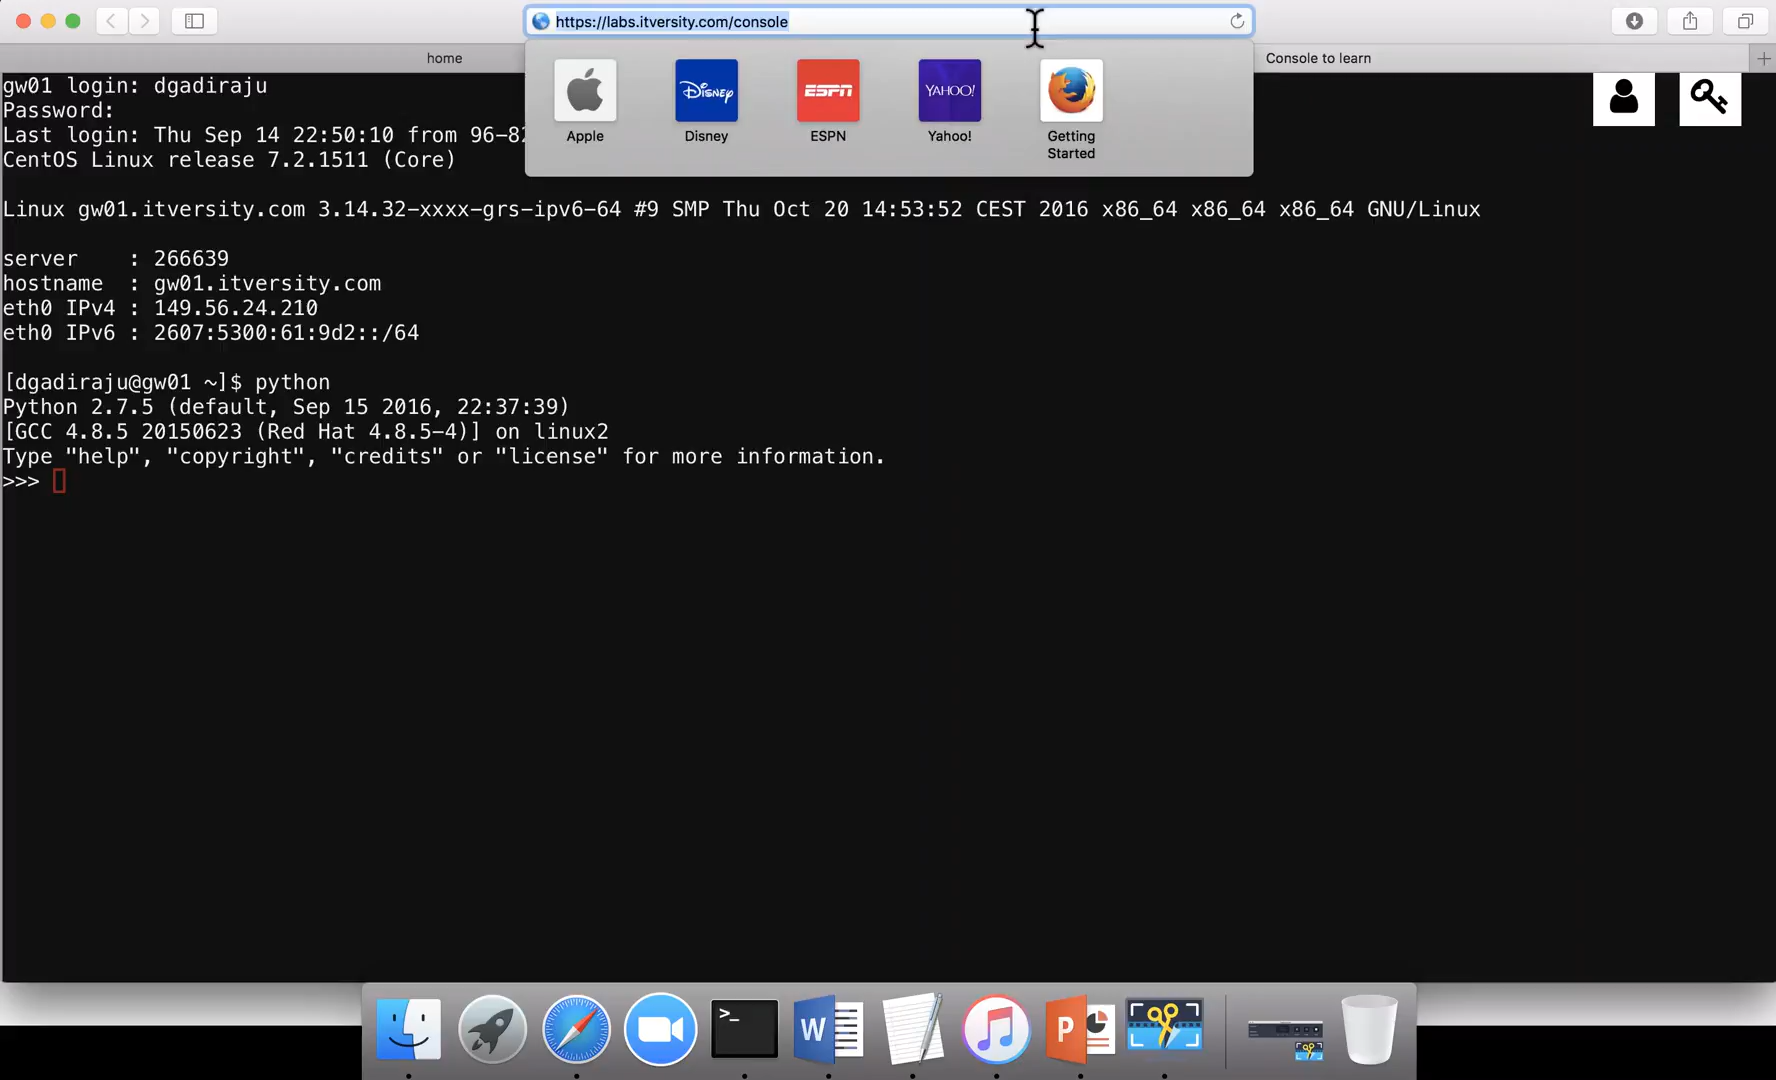 https://labs.itversity.com/console
home
Console to learn
Apple
Disney
ESPN
YAHOO!
Disney
ESPN
Yahoo!
Getting
Started
gw01 login: dgadiraju
Password:
Last login: Thu Sep 14 22:50:10 from 96-82
CentOS Linux release 7.2.1511 (Core)
Linux gw01.itversity.com 3.14.32-xxxx-grs-ipv6-64 #9 SMP Thu Oct 20 14:53:52 CEST 2016 x86_64 x86_64 x86_64 GNU/Linux
server : 266639
hostname : gw01.itversity.com
eth0 IPv4 : 149.56.24.210
eth0 IPv6 : 2607:5300:61:9d2::/64
[dgadiraju@gw01 ~]$ python
Python 2.7.5 (default, Sep 15 2016, 22:37:39)
[GCC 4.8.5 20150623 (Red Hat 4.8.5-4)] on linux2
Type "help", "copyright", "credits" or "license" for more information.
>>>
>_
W
P